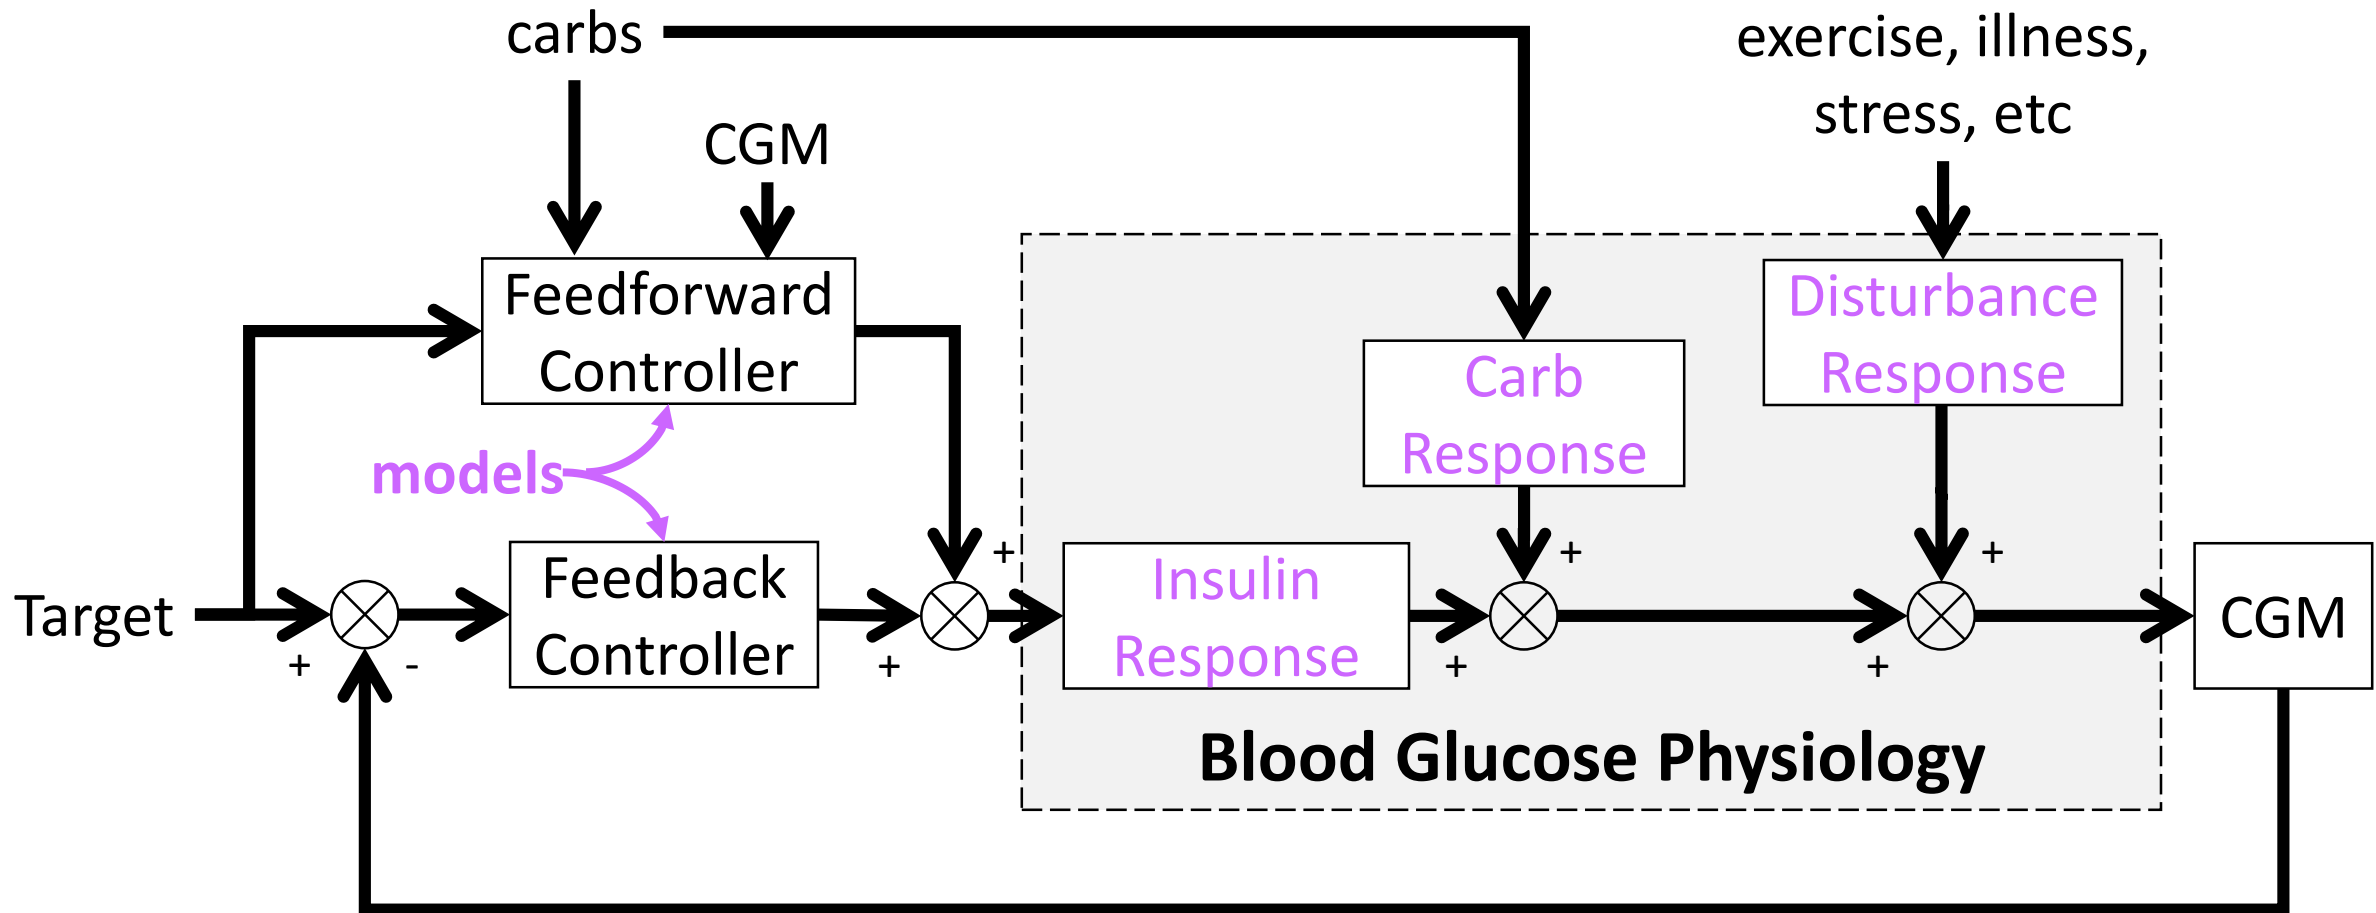 carbs
exercise, illness,
stress, etc
CGM
Feedforward
Controller
Disturbance
Response
Carb
Response
models
+
+
+
Feedback
Controller
Insulin
Response
Target
CGM
+
-
+
+
+
Blood Glucose Physiology